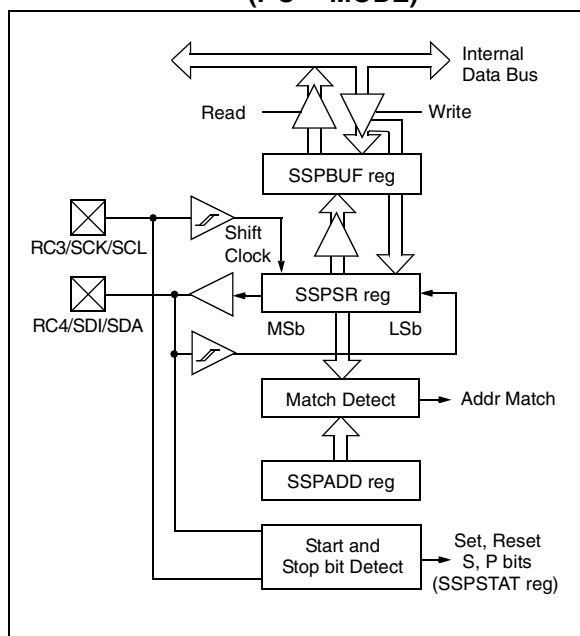 MODE)
Internal
Data Bus
Read
Write
SSPBUF reg
RC3/SCK/SCL
Shift
Clock
SSPSR reg
MSb
LSb
RC4/SDI/SDA
Match Detect
Addr Match
SSPADD reg
Start and
Stop bit Detect
Set, Reset
S, P bits
(SSPSTAT reg)